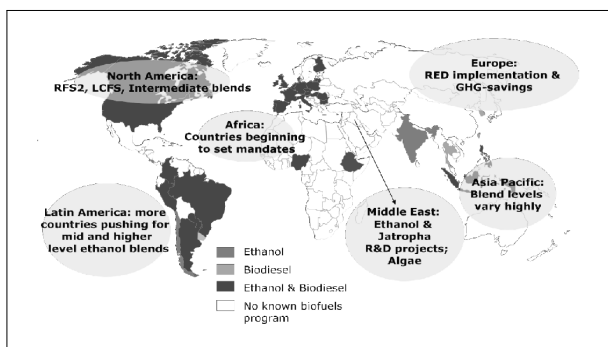 North America:
RFS2, LCFS, Intermediate blends
Europe:
RED implementation &
GHG-savings
Africa:
Countries beginning
to set mandates
Asia Pacific:
Blend levels
vary highly
Latin America: more
countries pushing for
mid and higher
level ethanol blends
Middle East:
Ethanol &
Jatropha
R&D projects;
Algae
Ethanol
Biodiesel
Ethanol & Biodiesel
No known biofuels
program